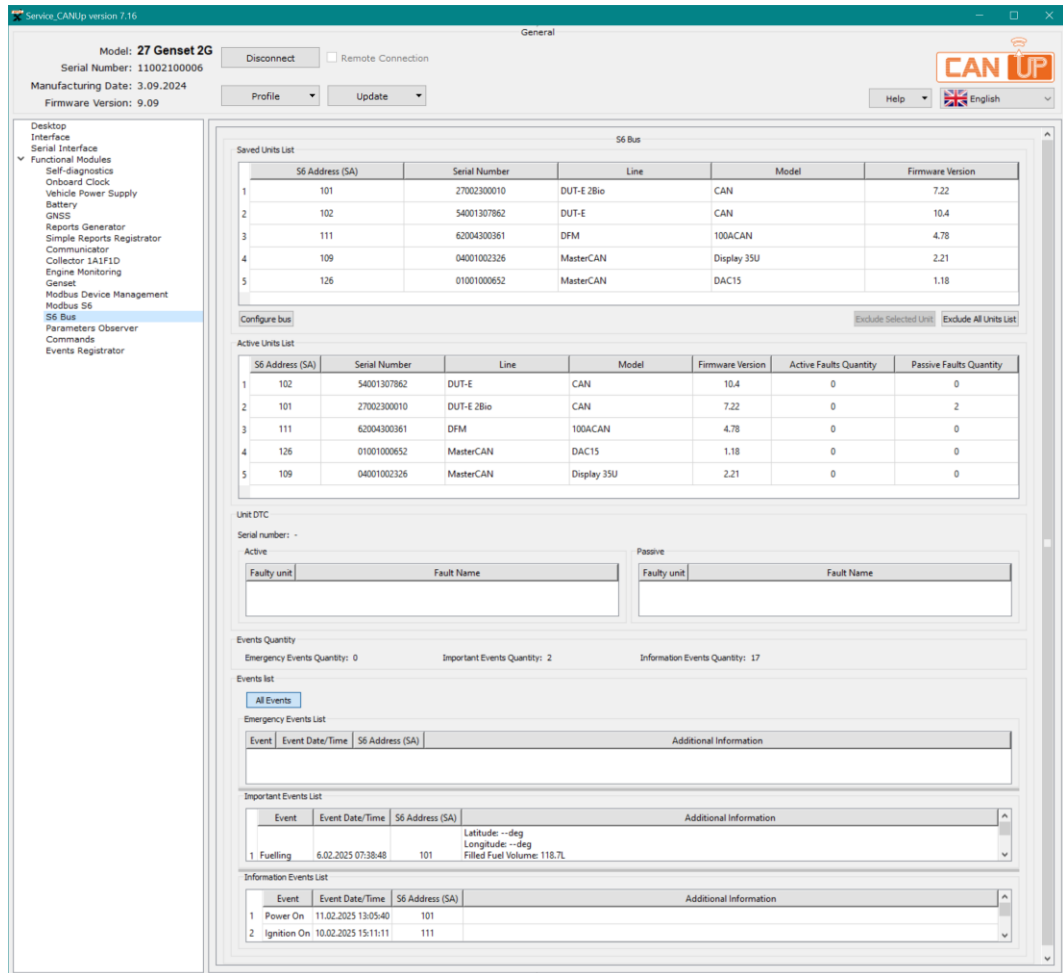 Service_CANUp version 7.16
General
Model: 27 Genset 2G
Serial Number: 11002100006
Manufacturing Date: 3.09.2024
Firmware Version: 9.09
Disconnect Remote Connection
Profile Update
CAN UP
Help English
Desktop
Interface
Serial Interface
Functional Modules
Self-diagnostics
Onboard Clock
Vehicle Power Supply
Battery
GNSS
Reports Generator
Simple Reports Registrator
Communicator
Collector 1A1F1D
Engine Monitoring
Genset
Modbus Device Management
Modbus S6
S6 Bus
Parameters Observer
Commands
Events Registrator
S6 Bus
Saved Units List
S6 Address (SA) Serial Number Line Model Firmware Version
1 101 27002300010 DUT-E 2Bio CAN 7.22
2 102 54001307862 DUT-E CAN 10.4
3 111 62004300361 DFM 100ACAN 4.78
4 109 04001002326 MasterCAN Display 35U 2.21
5 126 01001000652 MasterCAN DAC15 1.18
Configure bus Exclude Selected Unit Exclude All Units List
Active Units List
S6 Address (SA) Serial Number Line Model Firmware Version Active Faults Quantity Passive Faults Quantity
1 102 54001307862 DUT-E CAN 10.4 0 0
2 101 27002300010 DUT-E 2Bio CAN 7.22 0 2
3 111 62004300361 DFM 100ACAN 4.78 0 0
4 126 01001000652 MasterCAN DAC15 1.18 0 0
5 109 04001002326 MasterCAN Display 35U 2.21 0 0
Unit DTC
Serial number: -
Active Passive
Faulty unit Fault Name Faulty unit Fault Name
Events Quantity
Emergency Events Quantity: 0 Important Events Quantity: 2 Information Events Quantity: 17
Events list
All Events
Emergency Events List
Event Event Date/Time S6 Address (SA) Additional Information
Important Events List
Event Event Date/Time S6 Address (SA) Additional Information
Latitude: --deg
Longitude: --deg
1 Fuelling 6.02.2025 07:38:48 101 Filled Fuel Volume: 118.7L
Information Events List
Event Event Date/Time S6 Address (SA) Additional Information
1 Power On 11.02.2025 13:05:40 101
2 Ignition On 10.02.2025 15:11:11 111